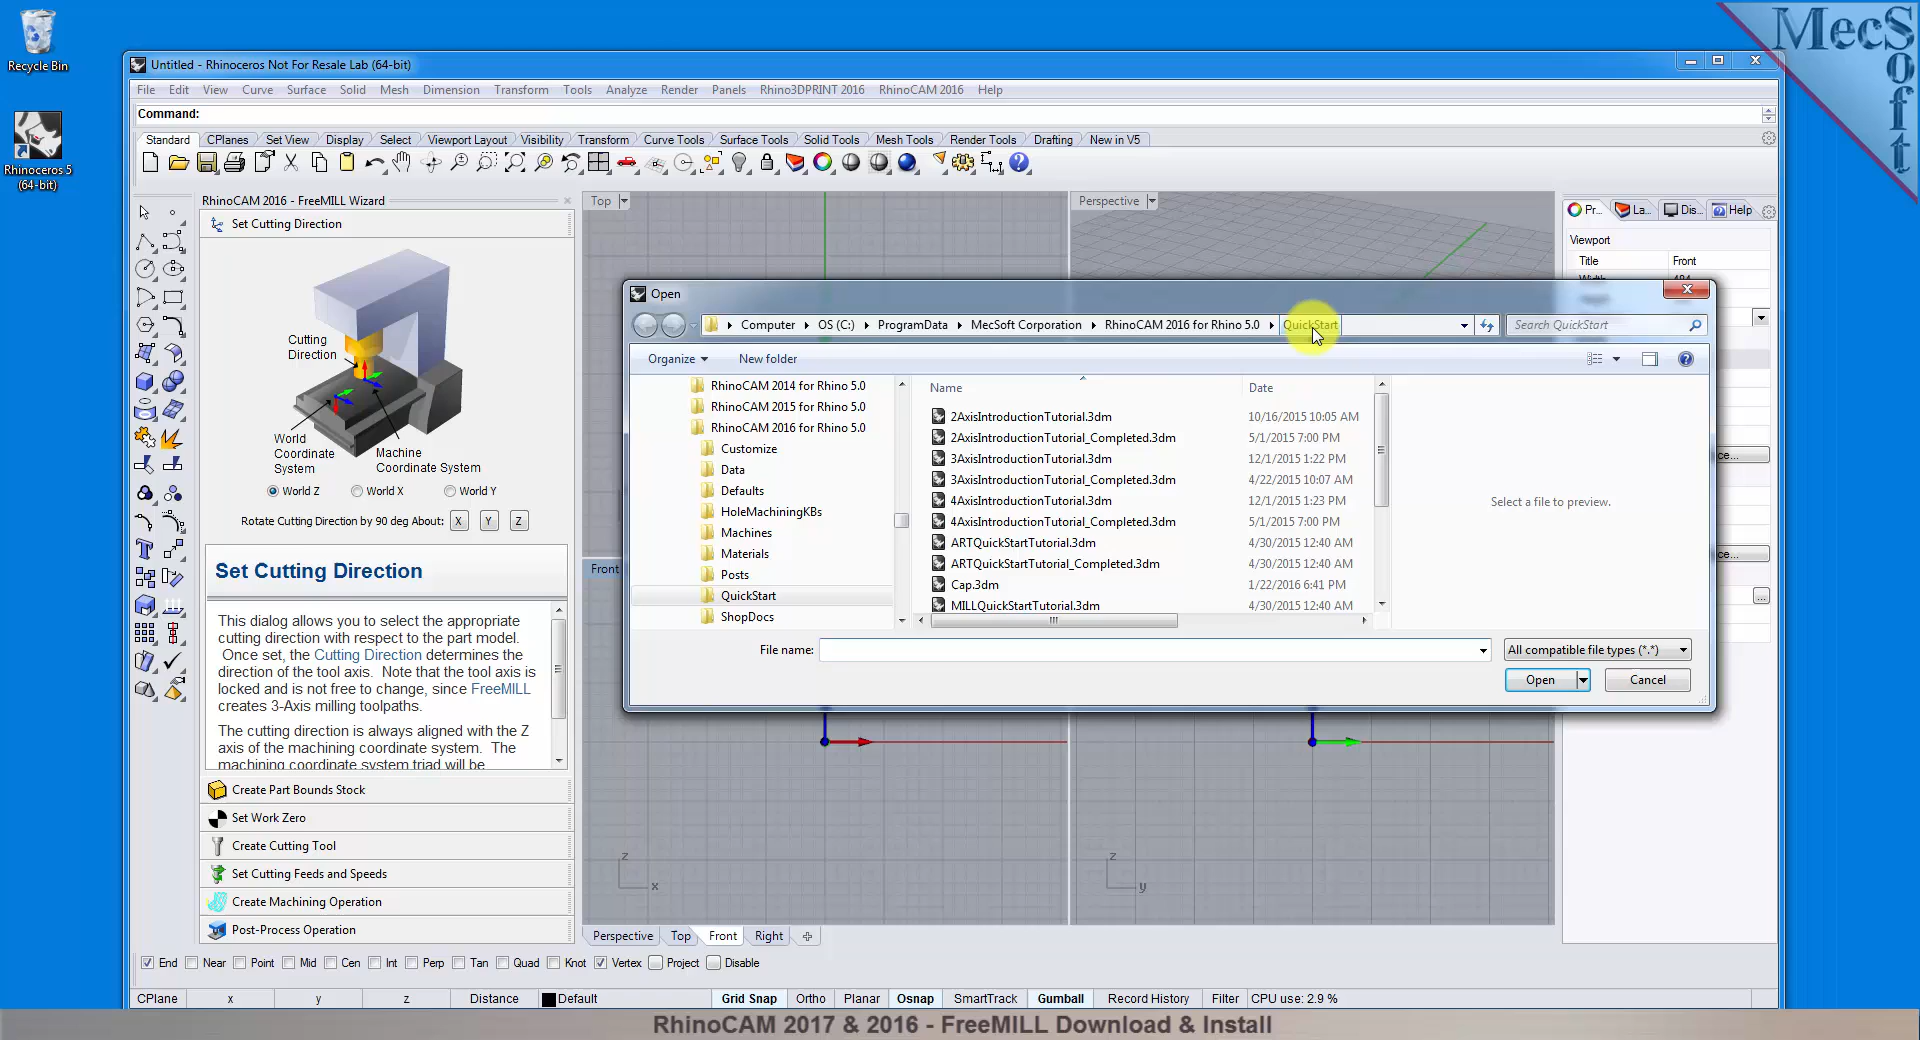 Recycle Bin
Rhinoceros 5
(64-bit)
MecSoft
Untitled - Rhinoceros Not For Resale Lab (64-bit)
File Edit View Curve Surface Solid Mesh Dimension Transform Tools Analyze Render Panels Rhino3DPRINT 2016 RhinoCAM 2016 Help
Command:
Standard CPlanes Set View Display Select Viewport Layout Visibility Transform Curve Tools Surface Tools Solid Tools Mesh Tools Render Tools Drafting New in V5
RhinoCAM 2016 - FreeMILL Wizard
Set Cutting Direction
Cutting
Direction
World
Coordinate
System
Machine
Coordinate System
World Z World X World Y
Rotate Cutting Direction by 90 deg About: X Y Z
Set Cutting Direction
This dialog allows you to select the appropriate
cutting direction with respect to the part model.
Once set, the Cutting Direction determines the
direction of the tool axis. Note that the tool axis is
locked and is not free to change, since FreeMILL
creates 3-Axis milling toolpaths.
The cutting direction is always aligned with the Z
axis of the machining coordinate system. The
machining coordinate system triad will be
Create Part Bounds Stock
Set Work Zero
Create Cutting Tool
Set Cutting Feeds and Speeds
Create Machining Operation
Post-Process Operation
Top
Perspective
Front
Pr... La... Dis... Help
Viewport
Title Front
Open
Computer OS (C:) ProgramData MecSoft Corporation RhinoCAM 2016 for Rhino 5.0 QuickStart
Search QuickStart
Organize New folder
RhinoCAM 2014 for Rhino 5.0
RhinoCAM 2015 for Rhino 5.0
RhinoCAM 2016 for Rhino 5.0
Customize
Data
Defaults
HoleMachiningKBs
Machines
Materials
Posts
QuickStart
ShopDocs
Name Date
2AxisIntroductionTutorial.3dm 10/16/2015 10:05 AM
2AxisIntroductionTutorial_Completed.3dm 5/1/2015 7:00 PM
3AxisIntroductionTutorial.3dm 12/1/2015 1:22 PM
3AxisIntroductionTutorial_Completed.3dm 4/22/2015 10:07 AM
4AxisIntroductionTutorial.3dm 12/1/2015 1:23 PM
4AxisIntroductionTutorial_Completed.3dm 5/1/2015 7:00 PM
ARTQuickStartTutorial.3dm 4/30/2015 12:40 AM
ARTQuickStartTutorial_Completed.3dm 4/30/2015 12:40 AM
Cap.3dm 1/22/2016 6:41 PM
MILLQuickStartTutorial.3dm 4/30/2015 12:40 AM
Select a file to preview.
File name:
All compatible file types (*.*)
Open Cancel
ce...
ce...
...
z
x
z
y
Perspective Top Front Right
End Near Point Mid Cen Int Perp Tan Quad Knot Vertex Project Disable
CPlane x y z Distance Default Grid Snap Ortho Planar Osnap SmartTrack Gumball Record History Filter CPU use: 2.9 %
RhinoCAM 2017 & 2016 - FreeMILL Download & Install